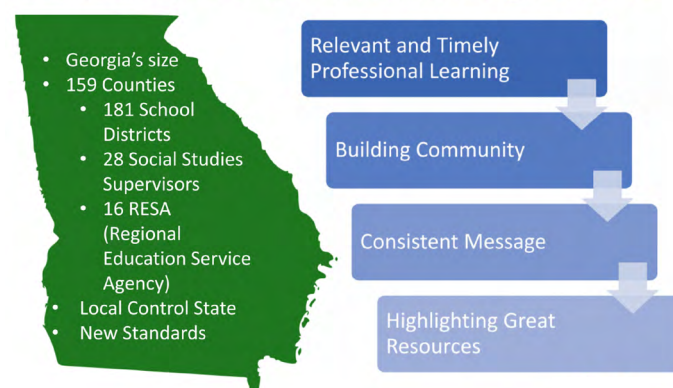 • Georgia's size
• 159 Counties
• 181 School
Districts
• 28 Social Studies
Supervisors
• 16 RESA
(Regional
Education Service
Agency)
• Local Control State
• New Standards
Relevant and Timely
Professional Learning
Building Community
Consistent Message
Highlighting Great
Resources